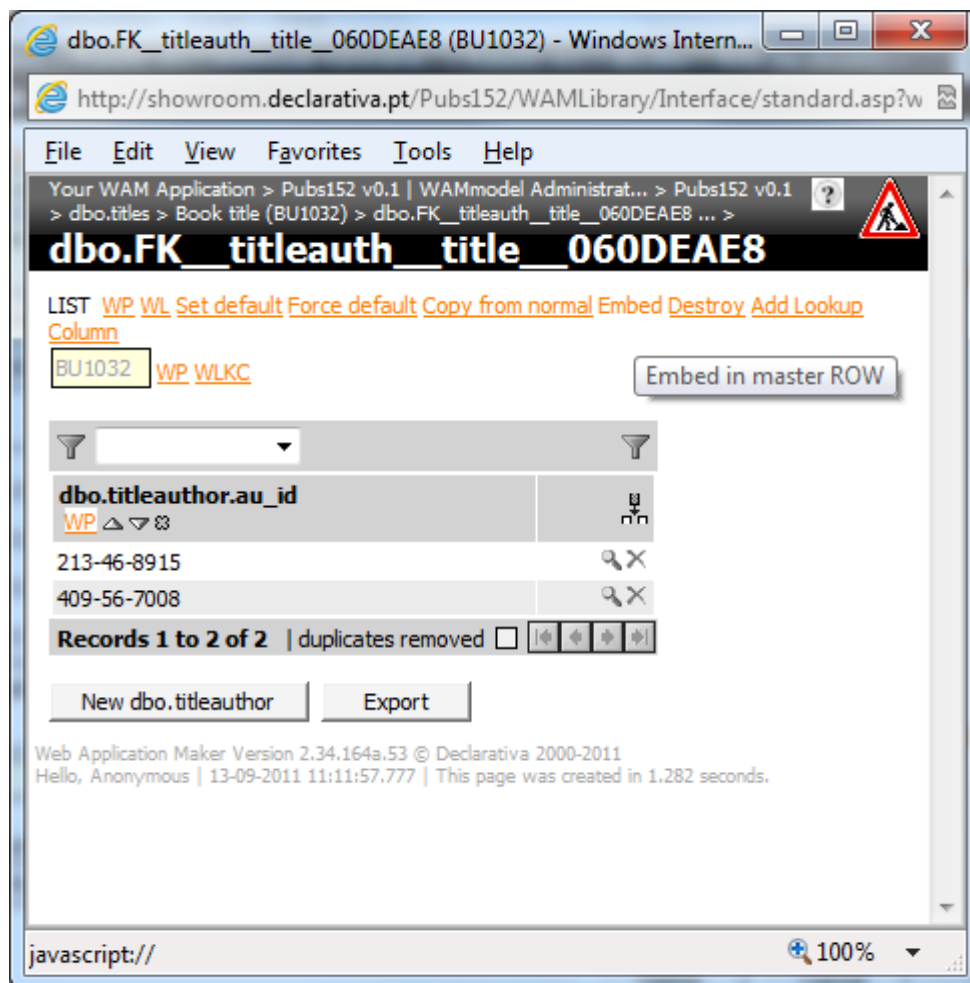 dbo.FK__titleauth__title__060DEAE8 (BU1032) - Windows Intern...
http://showroom.declarativa.pt/Pubs152/WAMLibrary/Interface/standard.asp?w
File Edit View Favorites Tools Help
Your WAM Application > Pubs152 v0.1 | WAMmodel Administrat... > Pubs152 v0.1
> dbo.titles > Book title (BU1032) > dbo.FK__titleauth__title__060DEAE8 ... >
?
dbo.FK__titleauth__title__060DEAE8
LIST WP WL Set default Force default Copy from normal Embed Destroy Add Lookup
Column
BU1032 WP WLKC
Embed in master ROW
dbo.titleauthor.au_id
WP
213-46-8915
409-56-7008
Records 1 to 2 of 2 | duplicates removed
New dbo.titleauthor Export
Web Application Maker Version 2.34.164a.53 © Declarativa 2000-2011
Hello, Anonymous | 13-09-2011 11:11:57.777 | This page was created in 1.282 seconds.
javascript:// 100%